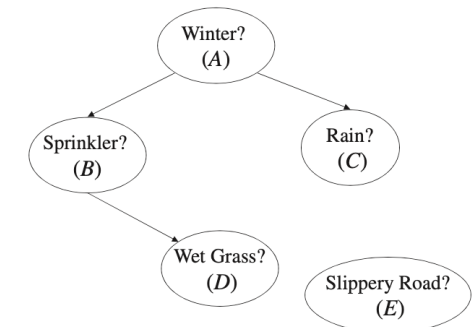 Winter?
(A)
Sprinkler?
(B)
Rain?
(C)
Wet Grass?
(D)
Slippery Road?
(E)